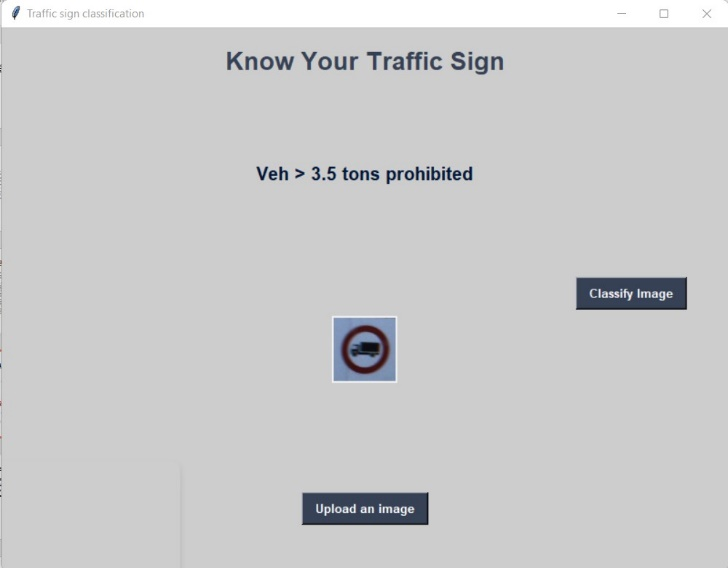 Traffic sign classification
Know Your Traffic Sign
Veh > 3.5 tons prohibited
Classify Image
Upload an image